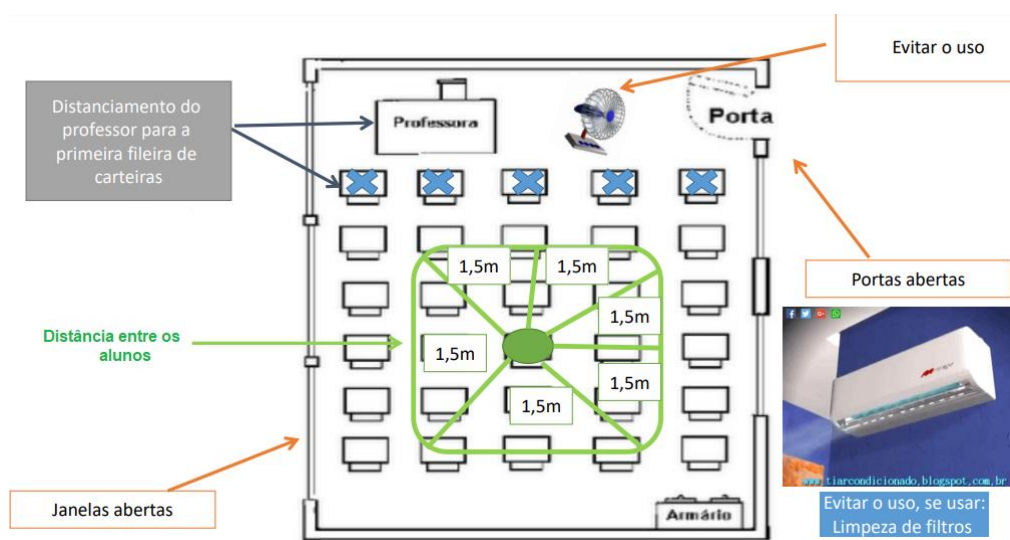 Evitar o uso
Distanciamento do
professor para a
primeira fileira de
carteiras
Professora
Porta
1,5m
1,5m
Portas abertas
1,5m
Distância entre os
alunos
1,5m
1,5m
1,5m
Janelas abertas
www.tiarcondicionado.blogspot.com.br
Armário
Evitar o uso, se usar:
Limpeza de filtros